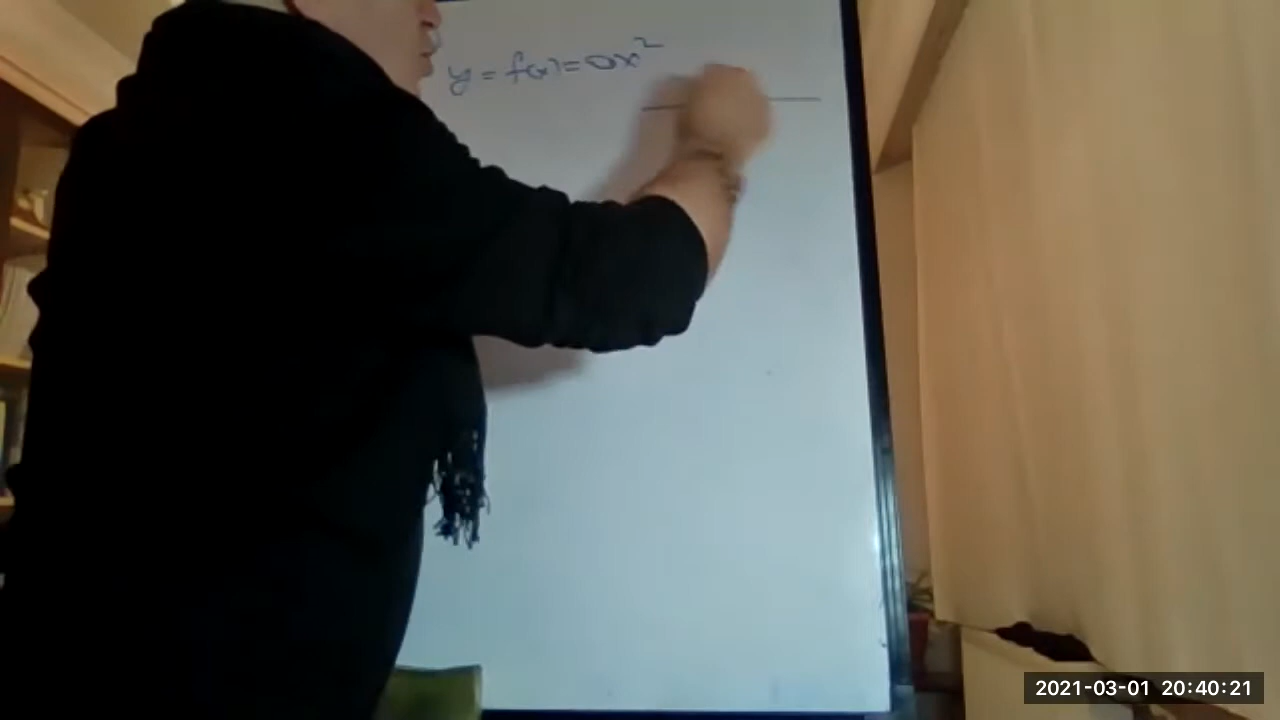 y = f(x) = ax²
2021-03-01 20:40:21